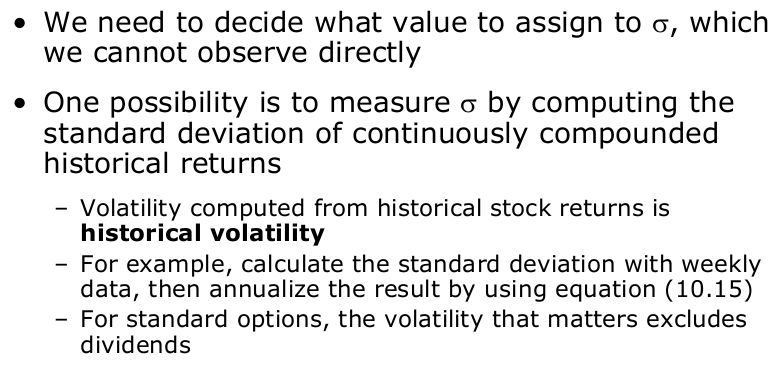 • We need to decide what value to assign to σ, which
we cannot observe directly
• One possibility is to measure σ by computing the
standard deviation of continuously compounded
historical returns
– Volatility computed from historical stock returns is
historical volatility
– For example, calculate the standard deviation with weekly
data, then annualize the result by using equation (10.15)
– For standard options, the volatility that matters excludes
dividends